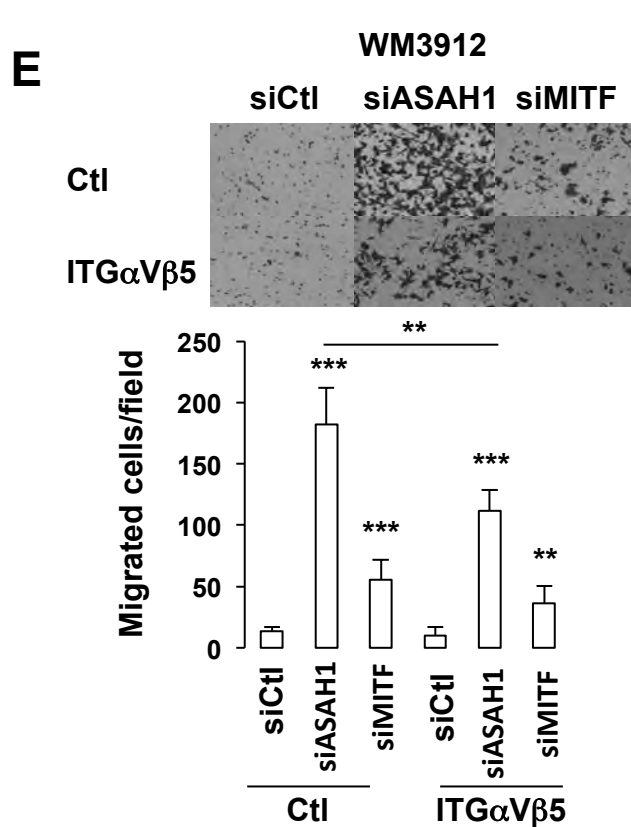 E
WM3912
siCtl siASAH1 siMITF
Ctl
ITGαVβ5
**
250
200
150
100
50
0
Migrated cells/field
***
***
***
**
siCtl siASAH1 siMITF siCtl siASAH1 siMITF
Ctl ITGαVβ5